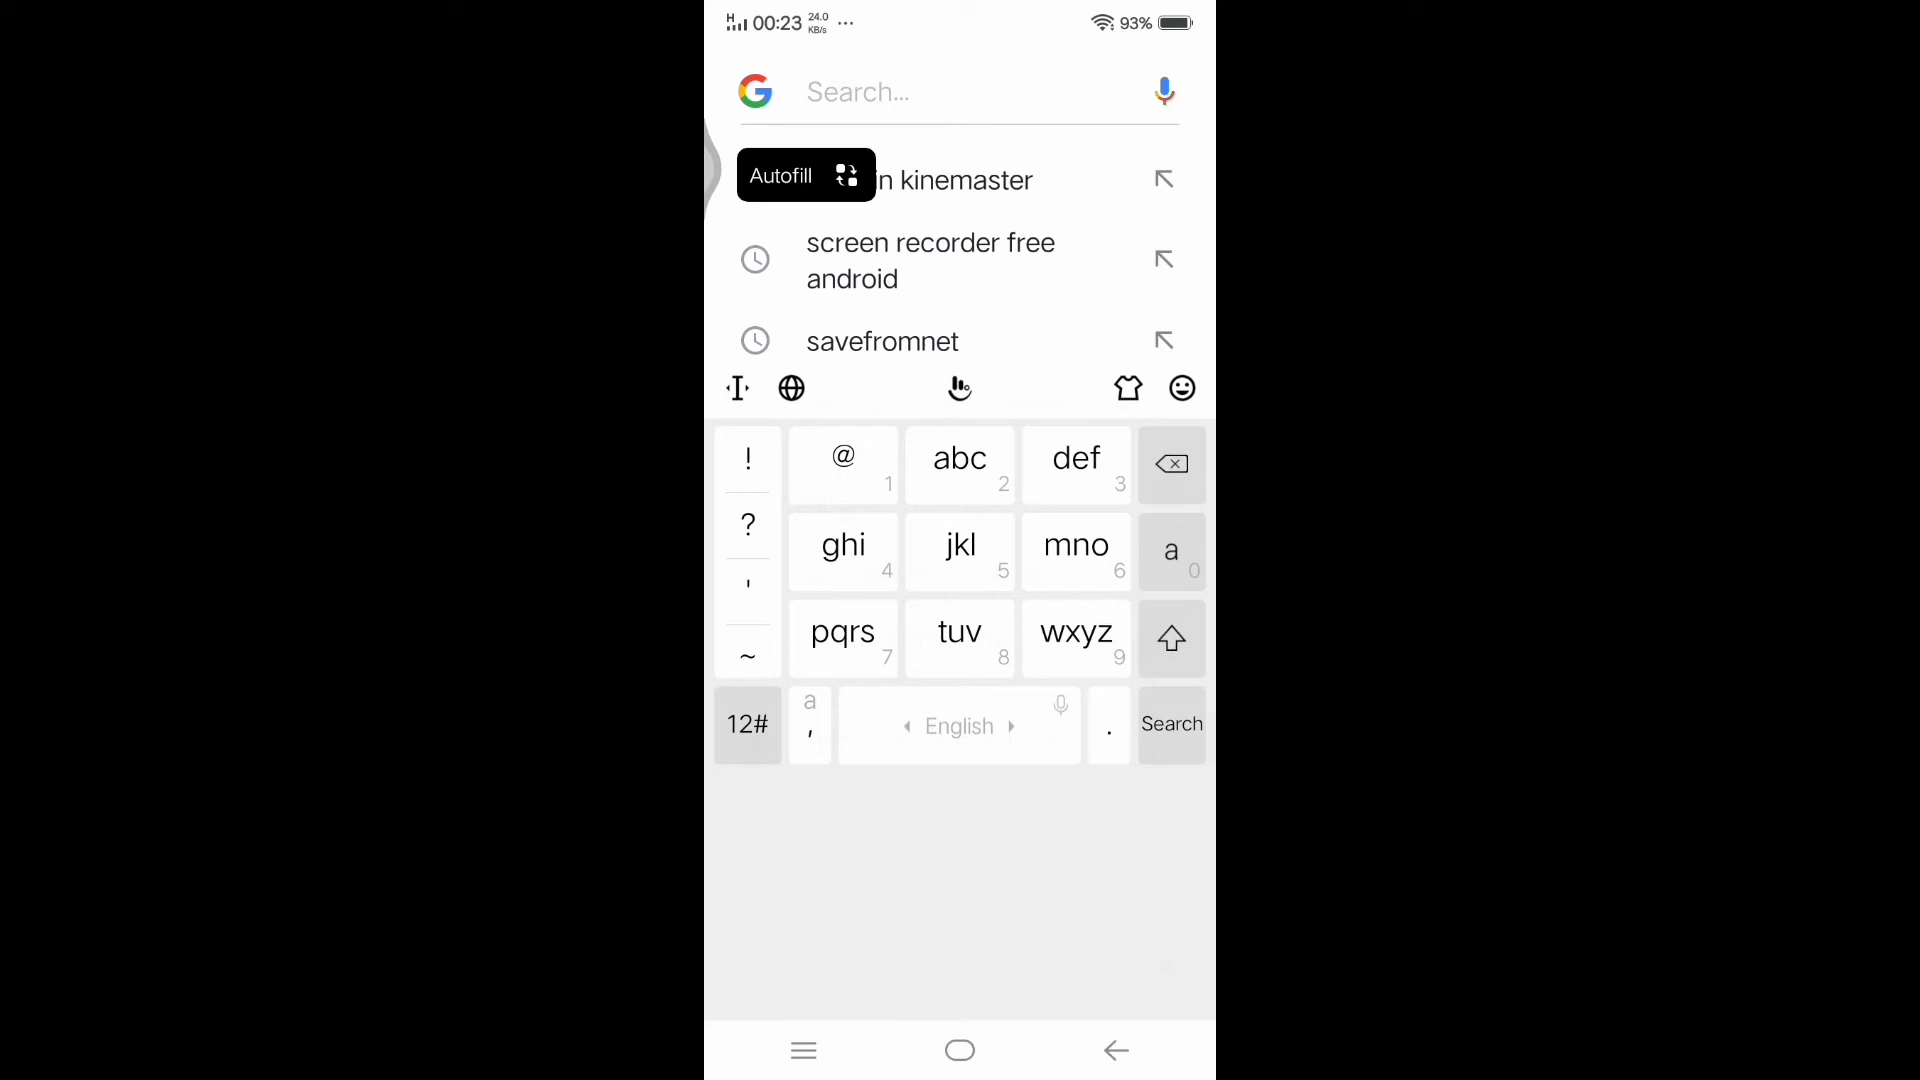 H 00:23 24.0 KB/s ... 93%
G Search...
Autofill in kinemaster
screen recorder free
android
savefromnet
! @ 1 abc 2 def 3
? ghi 4 jkl 5 mno 6 a 0
' pqrs 7 tuv 8 wxyz 9
~
12# a , English . Search